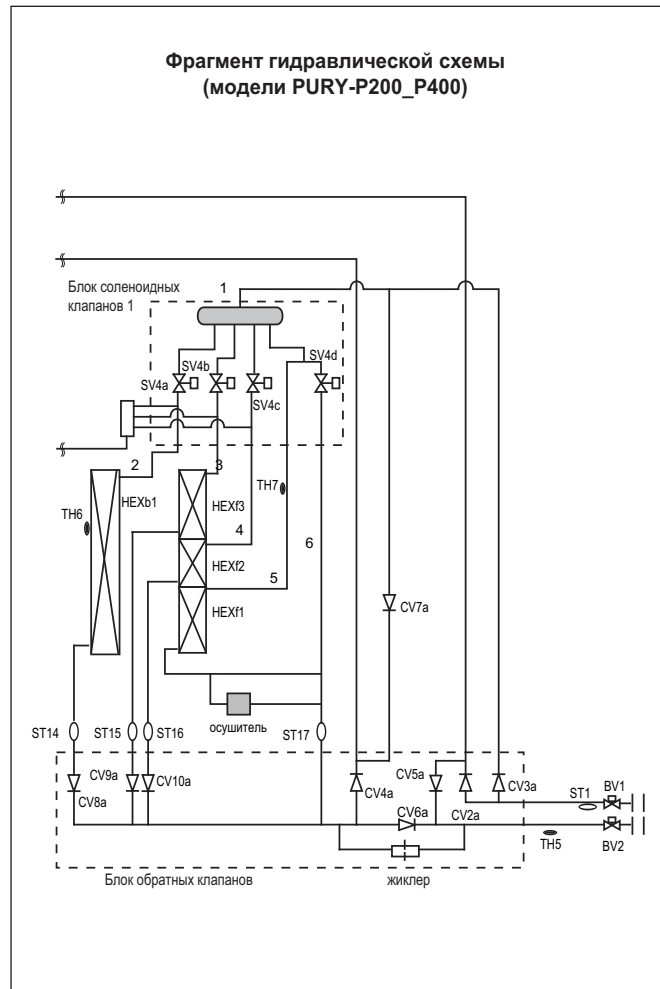 Фрагмент гидравлической схемы
(модели PURY-P200_P400)
Блок соленоидных
клапанов 1
1
SV4d
SV4b
SV4a
SV4c
2
3
HEXb1
TH6
HEXf3
TH7
4
6
HEXf2
5
HEXf1
CV7a
осушитель
ST14
ST15
ST16
ST17
CV9a
CV10a
CV8a
CV5a
CV4a
CV3a
ST1
BV1
CV6a
CV2a
TH5
BV2
Блок обратных клапанов
жиклер